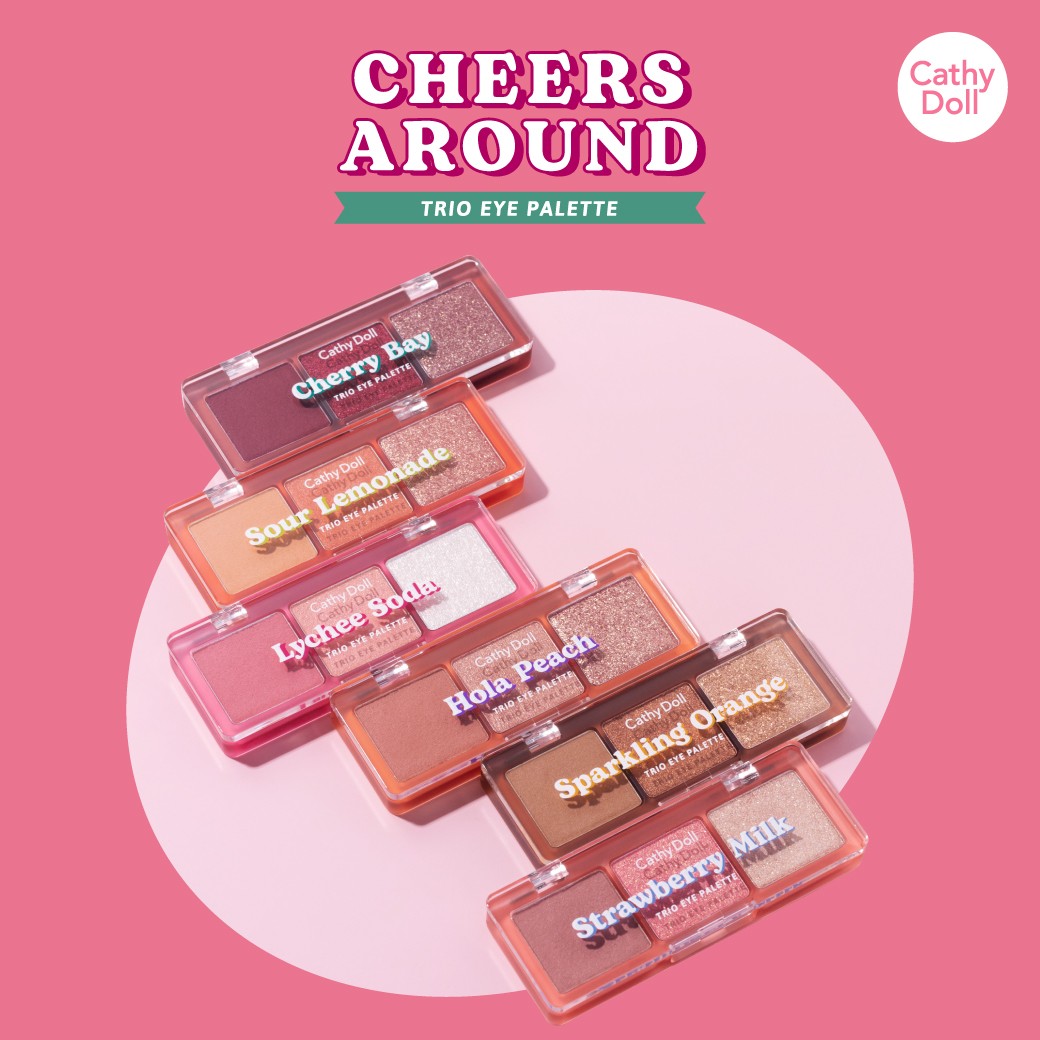 CHEERS
AROUND
TRIO EYE PALETTE
Cathy
Doll
Cathy Doll
Cherry Bay
TRIO EYE PALETTE
Cathy Doll
Sour Lemonade
TRIO EYE PALETTE
Cathy Doll
Lychee Soda
TRIO EYE PALETTE
Cathy Doll
Hola Peach
TRIO EYE PALETTE
Cathy Doll
Sparkling Orange
TRIO EYE PALETTE
Cathy Doll
Strawberry Milk
TRIO EYE PALETTE